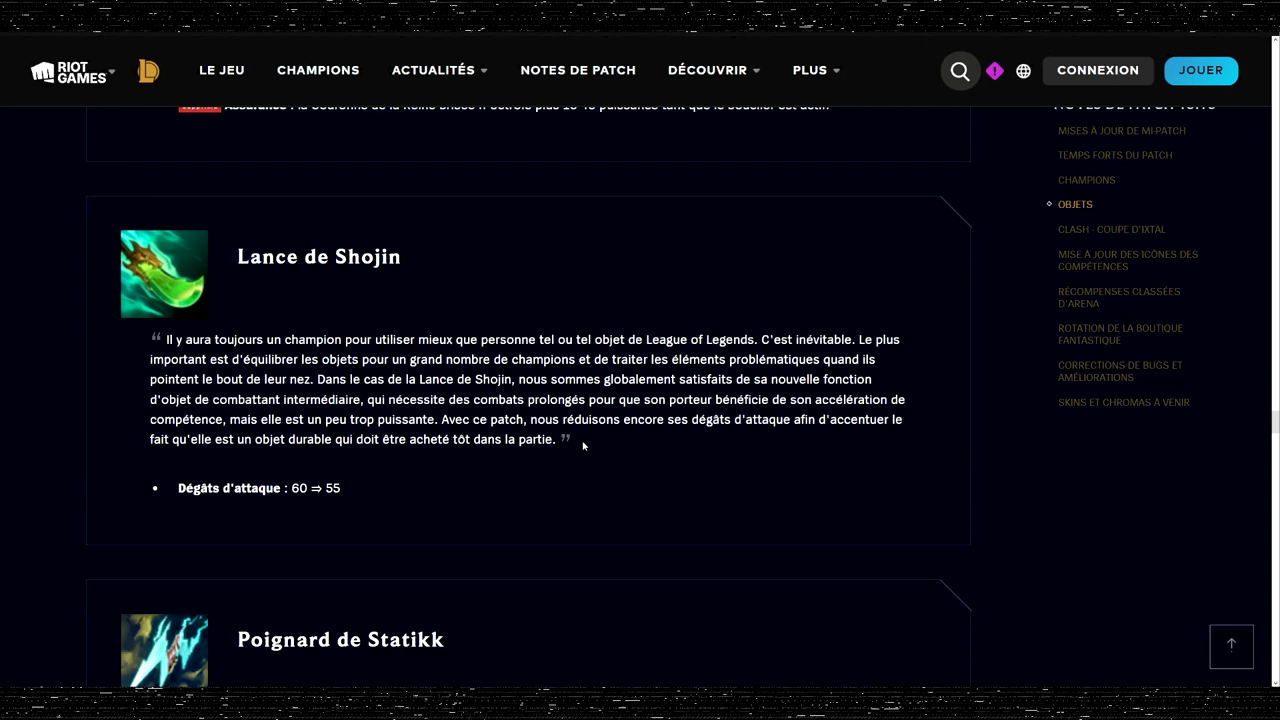 RIOT
GAMES
LE JEU
CHAMPIONS
ACTUALITÉS
NOTES DE PATCH
DÉCOUVRIR
PLUS
CONNEXION
JOUER
Lance de Shojin
“ Il y aura toujours un champion pour utiliser mieux que personne tel ou tel objet de League of Legends. C'est inévitable. Le plus
important est d'équilibrer les objets pour un grand nombre de champions et de traiter les éléments problématiques quand ils
pointent le bout de leur nez. Dans le cas de la Lance de Shojin, nous sommes globalement satisfaits de sa nouvelle fonction
d'objet de combattant intermédiaire, qui nécessite des combats prolongés pour que son porteur bénéficie de son accélération de
compétence, mais elle est un peu trop puissante. Avec ce patch, nous réduisons encore ses dégâts d'attaque afin d'accentuer le
fait qu'elle est un objet durable qui doit être acheté tôt dans la partie. ”
• Dégâts d'attaque : 60 ⇒ 55
Poignard de Statikk
MISES À JOUR DE MI-PATCH
TEMPS FORTS DU PATCH
CHAMPIONS
OBJETS
CLASH - COUPE D'IXTAL
MISE À JOUR DES ICÔNES DES
COMPÉTENCES
RÉCOMPENSES CLASSÉES
D'ARENA
ROTATION DE LA BOUTIQUE
FANTASTIQUE
CORRECTIONS DE BUGS ET
AMÉLIORATIONS
SKINS ET CHROMAS À VENIR